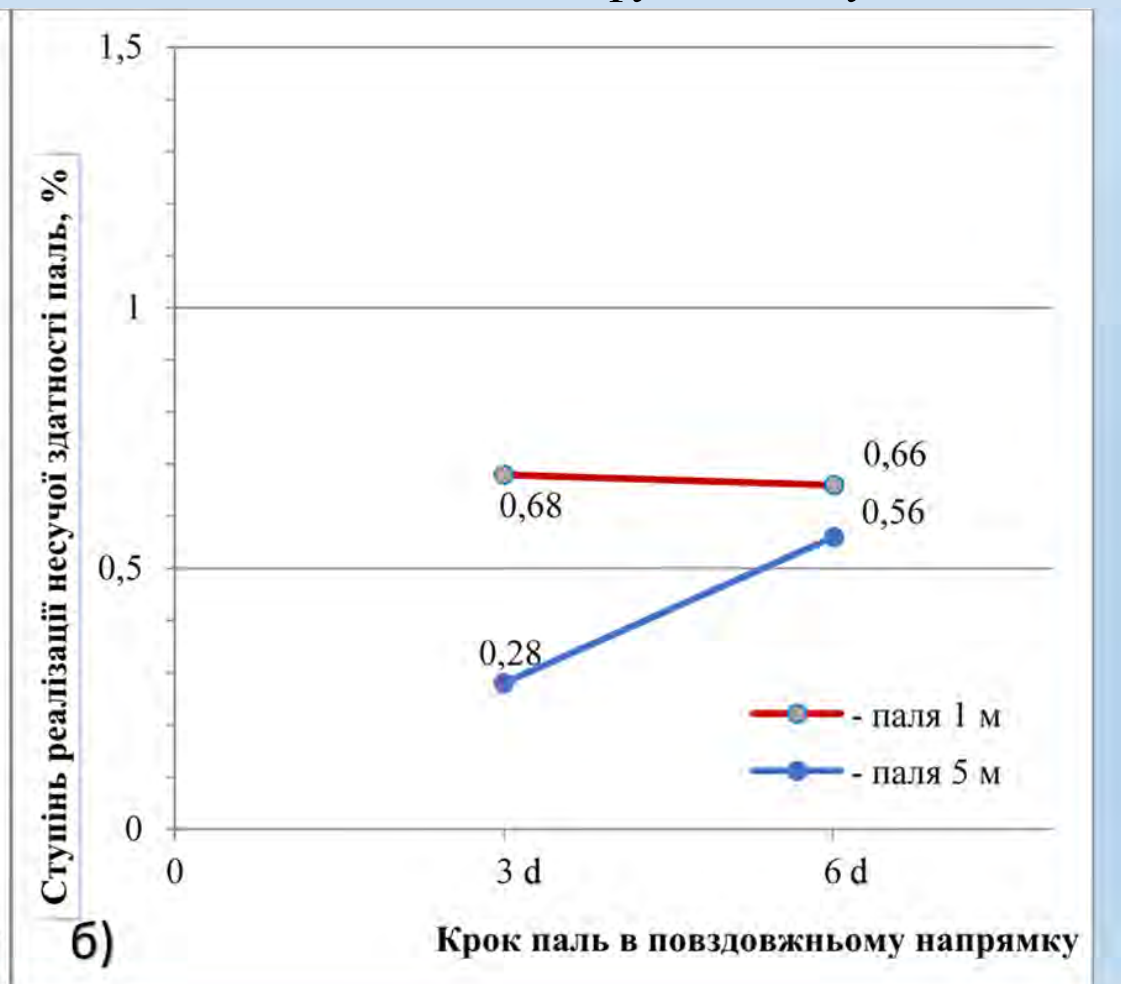 1,5
Ступінь реалізації несучої здатності паль, %
1
0,66
0,68
0,56
0,5
0,28
- паля 1 м
- паля 5 м
0
0
3 d
6 d
б)
Крок паль в повздовжньому напрямку